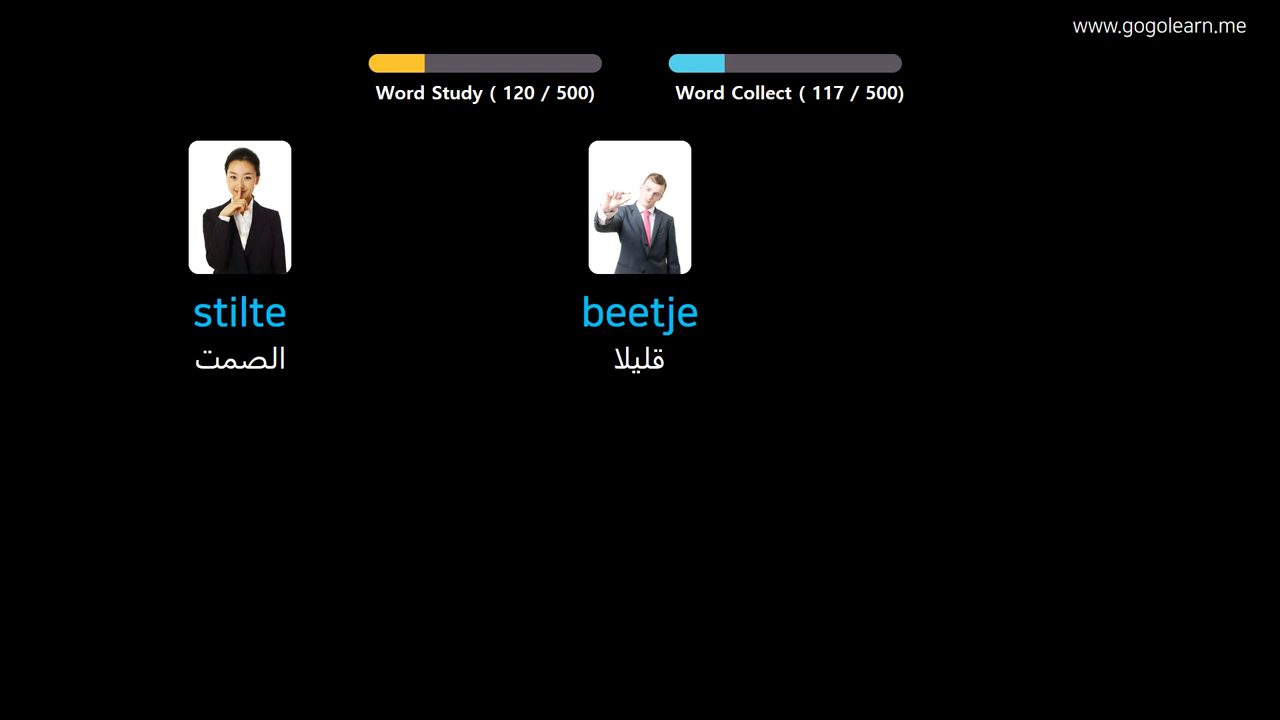 www.gogolearn.me
Word Study ( 120 / 500)
Word Collect ( 117 / 500)
stilte
الصمت
beetje
قليلا